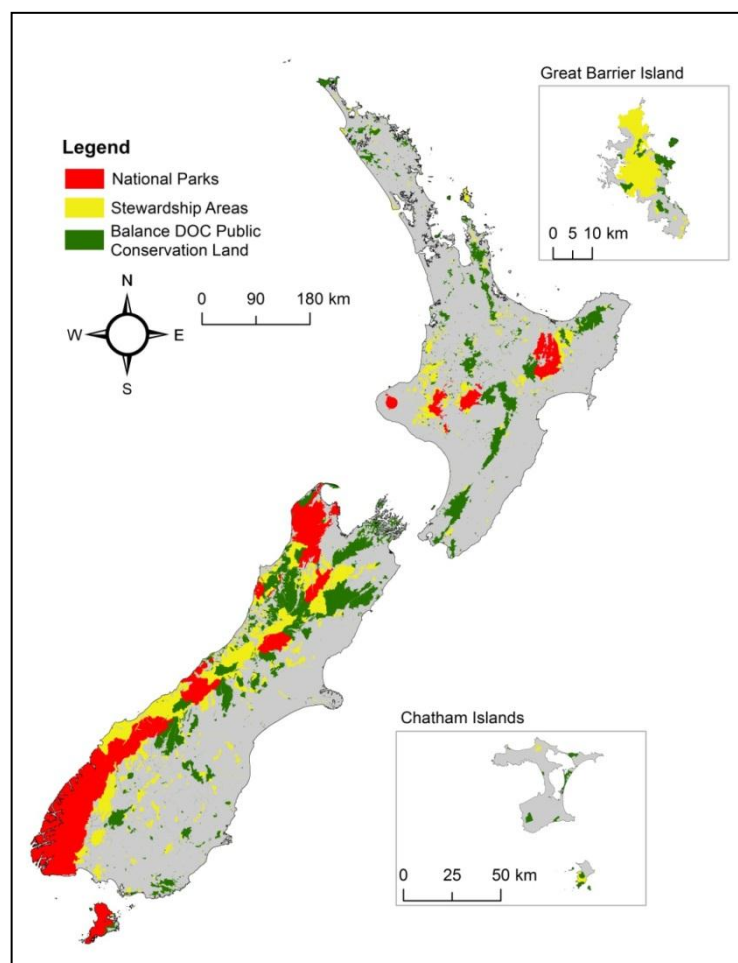 Great Barrier Island
0 5 10 km
Legend
National Parks
Stewardship Areas
Balance DOC Public
Conservation Land
N
W E
S
0 90 180 km
Chatham Islands
0 25 50 km